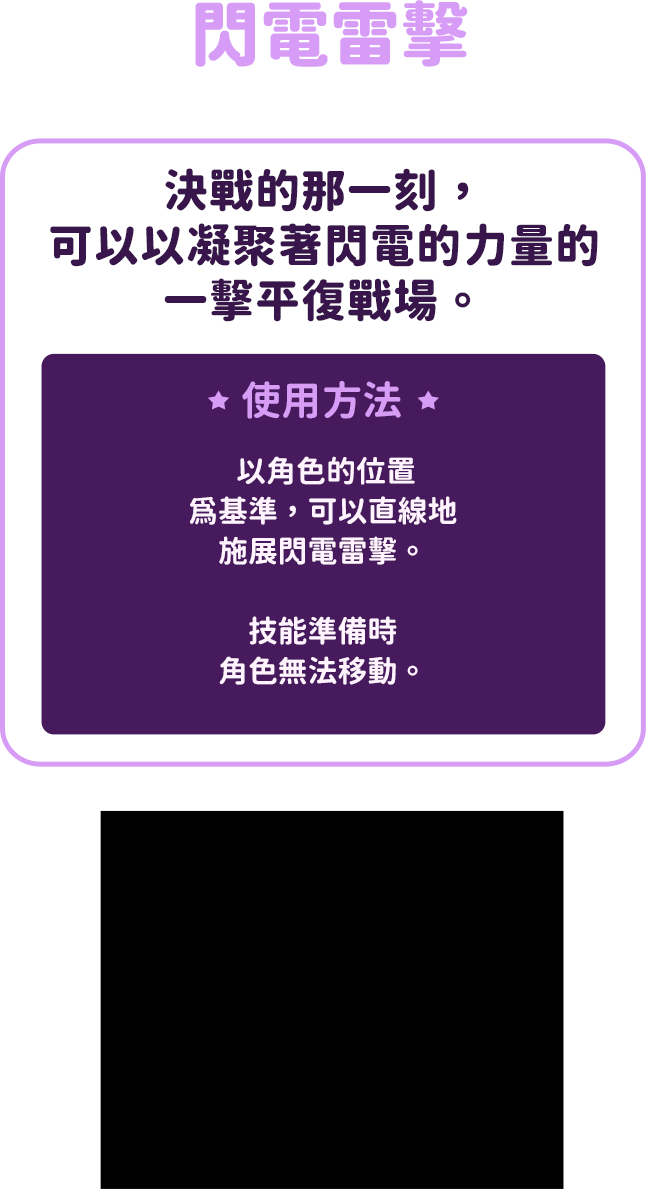 閃電雷擊
決戰的那一刻，
可以以凝聚著閃電的力量的
一擊平復戰場。
★ 使用方法 ★
以角色的位置
爲基準，可以直線地
施展閃電雷擊。
技能準備時
角色無法移動。